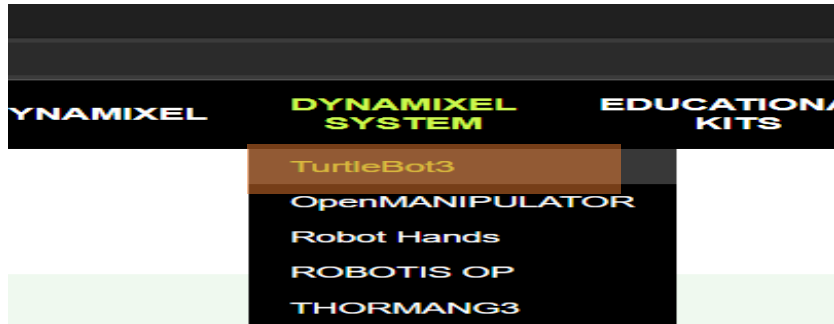 YNAMIXEL
DYNAMIXEL
SYSTEM
EDUCATIONA
KITS
TurtleBot3
OpenMANIPULATOR
Robot Hands
ROBOTIS OP
THORMANG3